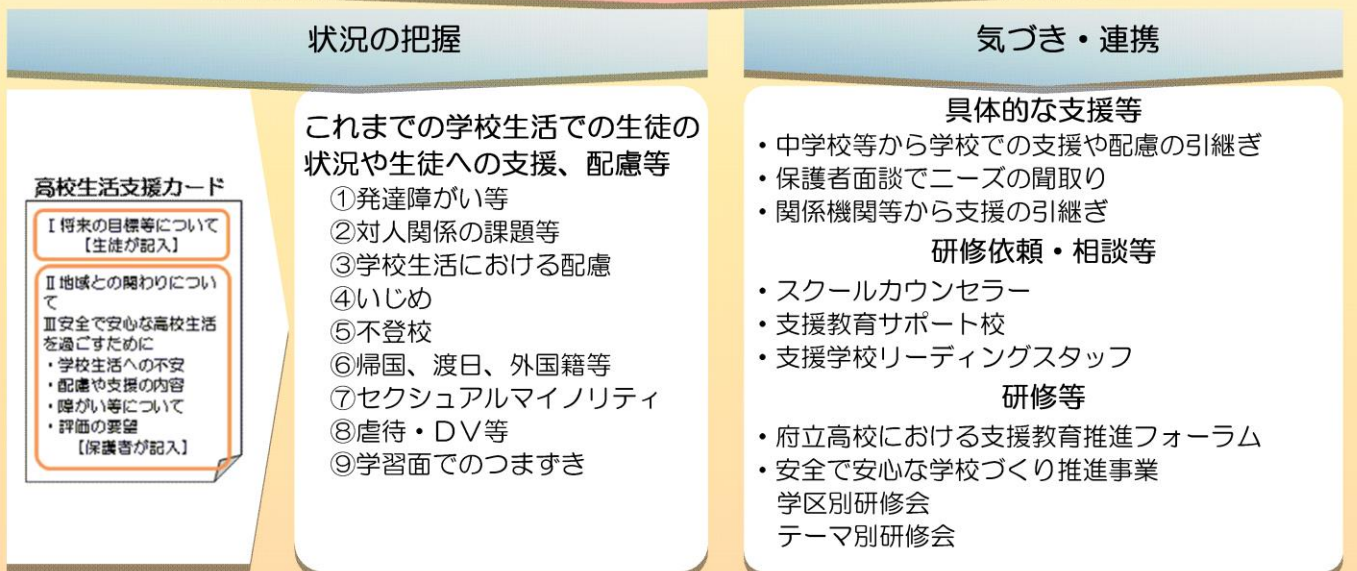 状況の把握
高校生活支援カード
Ⅰ将来の目標等について
【生徒が記入】
Ⅱ地域との関わりについ
て
Ⅲ安全で安心な高校生活
を過ごすために
・学校生活への不安
・配慮や支援の内容
・障がい等について
・評価の要望
【保護者が記入】
これまでの学校生活での生徒の
状況や生徒への支援、配慮等
①発達障がい等
②対人関係の課題等
③学校生活における配慮
④いじめ
⑤不登校
⑥帰国、渡日、外国籍等
⑦セクシュアルマイノリティ
⑧虐待・ＤＶ等
⑨学習面でのつまずき
気づき・連携
具体的な支援等
・中学校等から学校での支援や配慮の引継ぎ
・保護者面談でニーズの聞取り
・関係機関等から支援の引継ぎ
研修依頼・相談等
・スクールカウンセラー
・支援教育サポート校
・支援学校リーディングスタッフ
研修等
・府立高校における支援教育推進フォーラム
・安全で安心な学校づくり推進事業
学区別研修会
テーマ別研修会